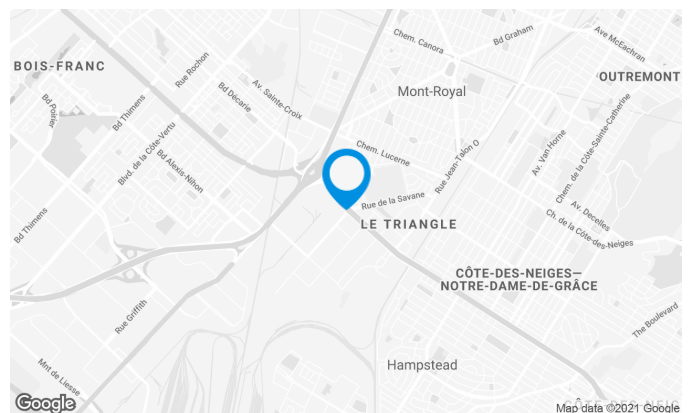 Ave McEachran
Bd Graham
Chem. Canora
BOIS-FRANC
Rue Rochon
OUTREMONT
Mont-Royal
Bd Décarie
Av. Sainte-Croix
Bd Poirier
Bd Thimens
Chem. de la Côte-Sainte-Catherine
Av. Van Horne
Blvd. de la Côte-Vertu
Bd Alexis-Nihon
Chem. Lucerne
Rue Jean-Talon O
Rue de la Savane
Av. Decelles
LE TRIANGLE
Ch. de la Côte-des-Neiges
Bd Thimens
CÔTE-DES-NEIGES—
NOTRE-DAME-DE-GRÂCE
Rue Griffith
The Boulevard
Mnt de Liesse
Hampstead
Google
Map data ©2021 Google